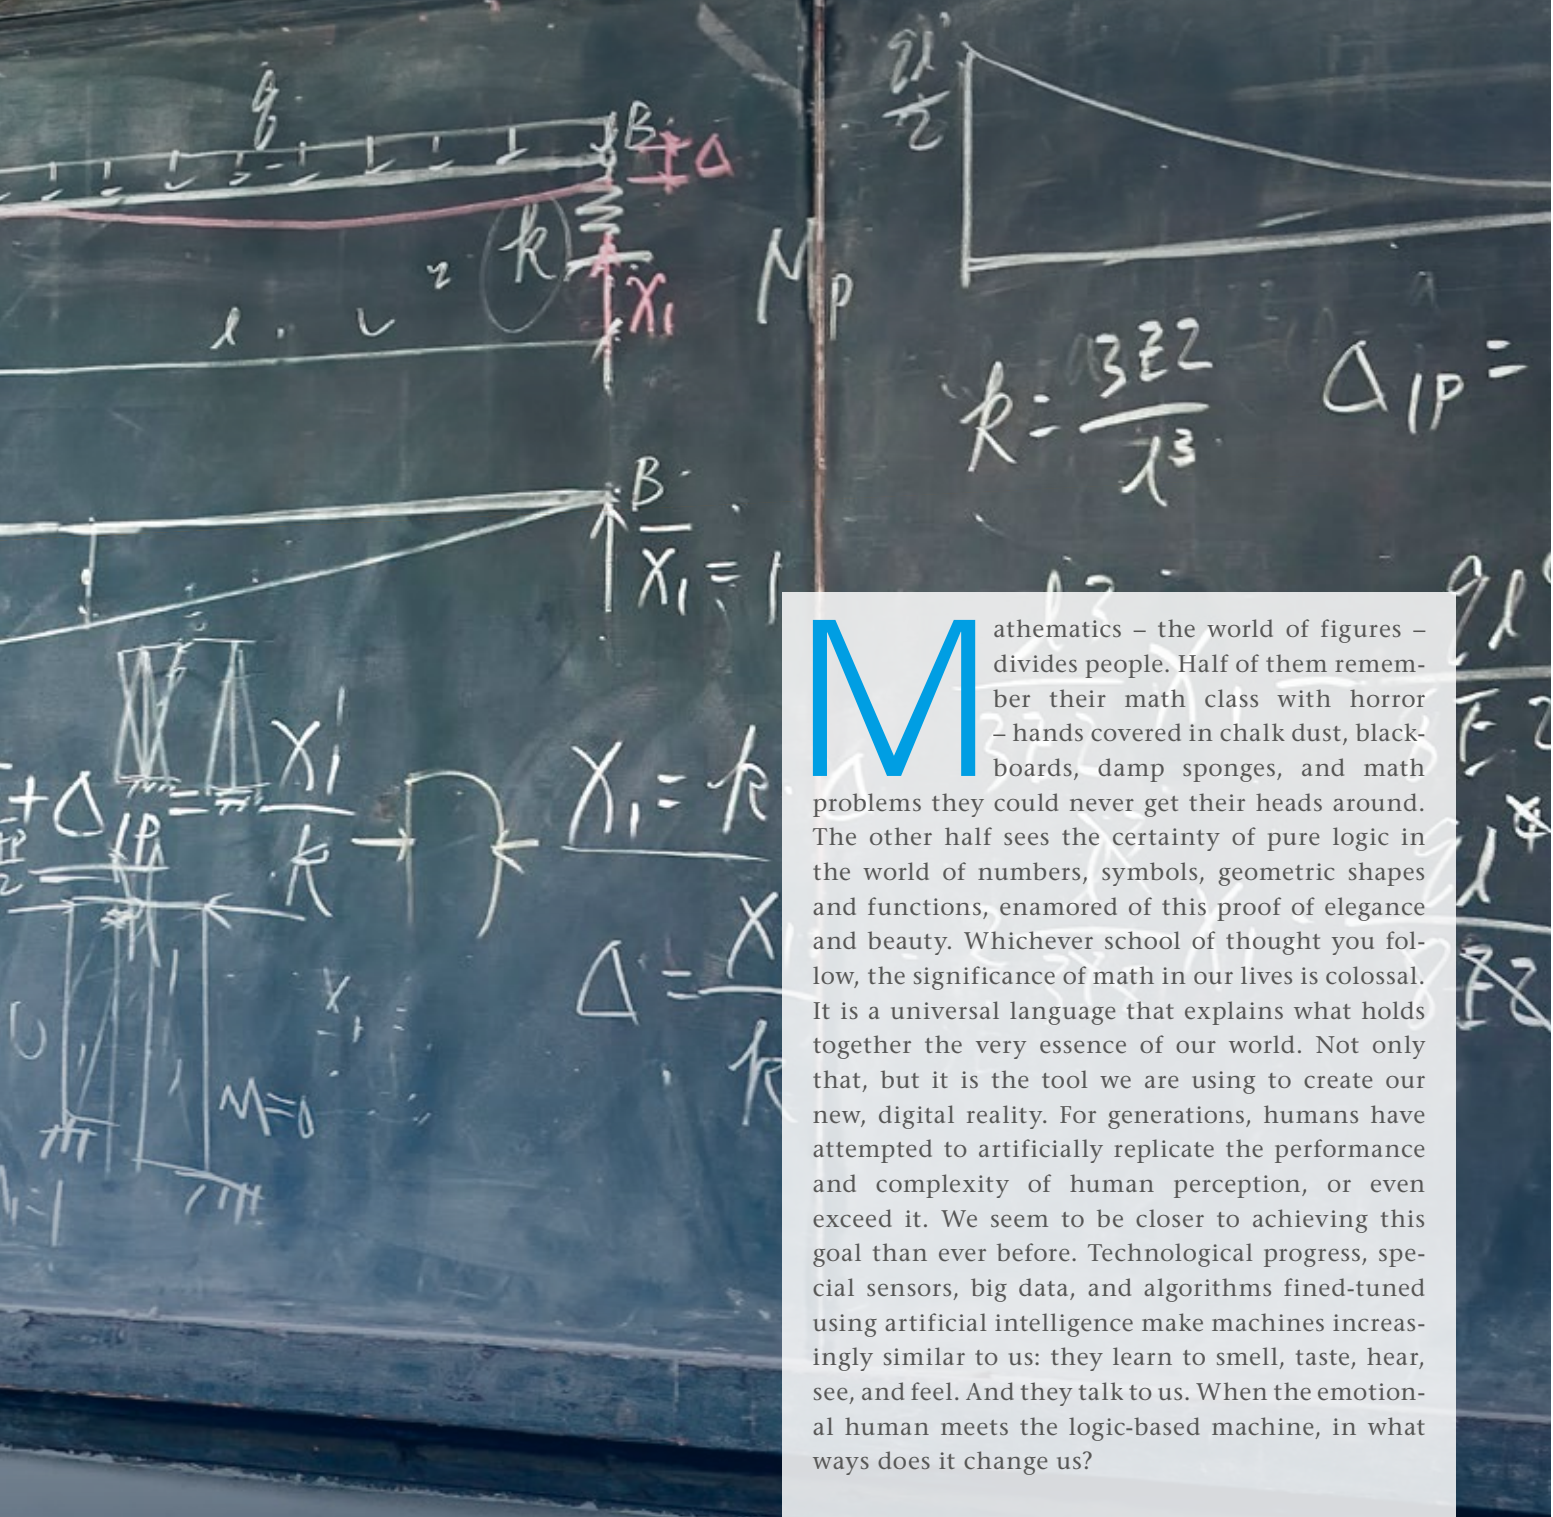 q
B
Δ
k
X₁
l
M
p
k = 3EI / l³
Δ₁p =
B
X̄₁ = 1
+ Δ₁p = X₁ / k
X₁ = k · Δ
Δ = X₁ / k
M=0
Mathematics – the world of figures –
divides people. Half of them remem-
ber their math class with horror
– hands covered in chalk dust, black-
boards, damp sponges, and math
problems they could never get their heads around.
The other half sees the certainty of pure logic in
the world of numbers, symbols, geometric shapes
and functions, enamored of this proof of elegance
and beauty. Whichever school of thought you fol-
low, the significance of math in our lives is colossal.
It is a universal language that explains what holds
together the very essence of our world. Not only
that, but it is the tool we are using to create our
new, digital reality. For generations, humans have
attempted to artificially replicate the performance
and complexity of human perception, or even
exceed it. We seem to be closer to achieving this
goal than ever before. Technological progress, spe-
cial sensors, big data, and algorithms fined-tuned
using artificial intelligence make machines increas-
ingly similar to us: they learn to smell, taste, hear,
see, and feel. And they talk to us. When the emotion-
al human meets the logic-based machine, in what
ways does it change us?